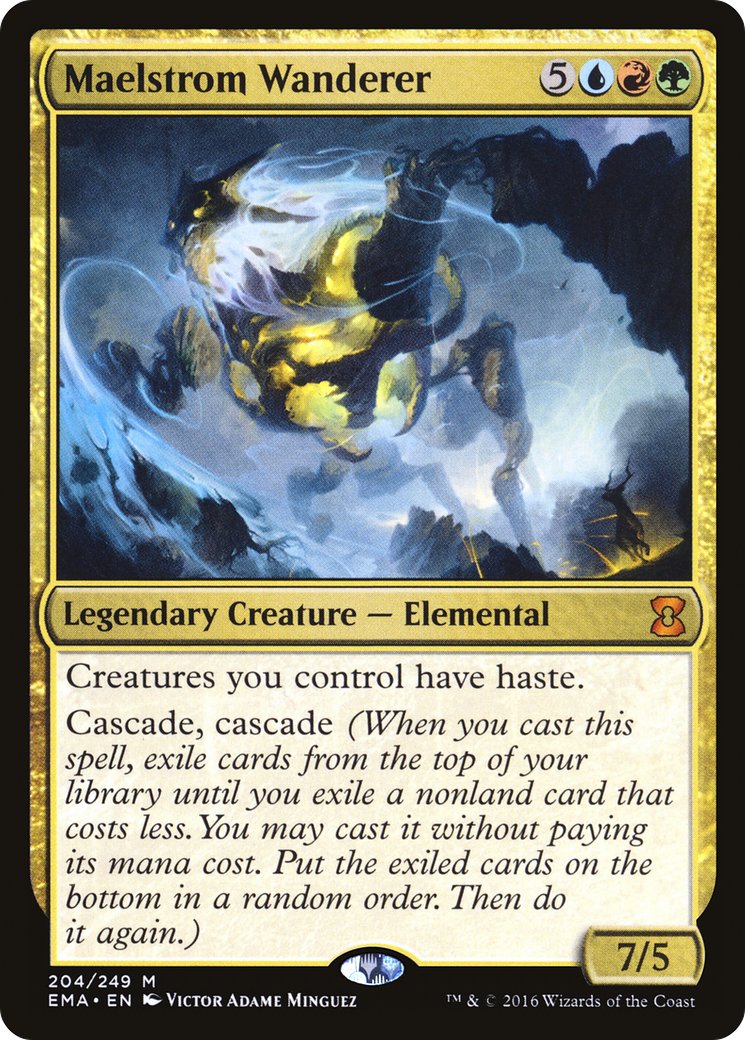 Maelstrom Wanderer 5
Legendary Creature — Elemental
Creatures you control have haste.
Cascade, cascade (When you cast this
spell, exile cards from the top of your
library until you exile a nonland card that
costs less. You may cast it without paying
its mana cost. Put the exiled cards on the
bottom in a random order. Then do
it again.)
7/5
204/249 M
EMA • EN Victor Adame Minguez
™ & © 2016 Wizards of the Coast